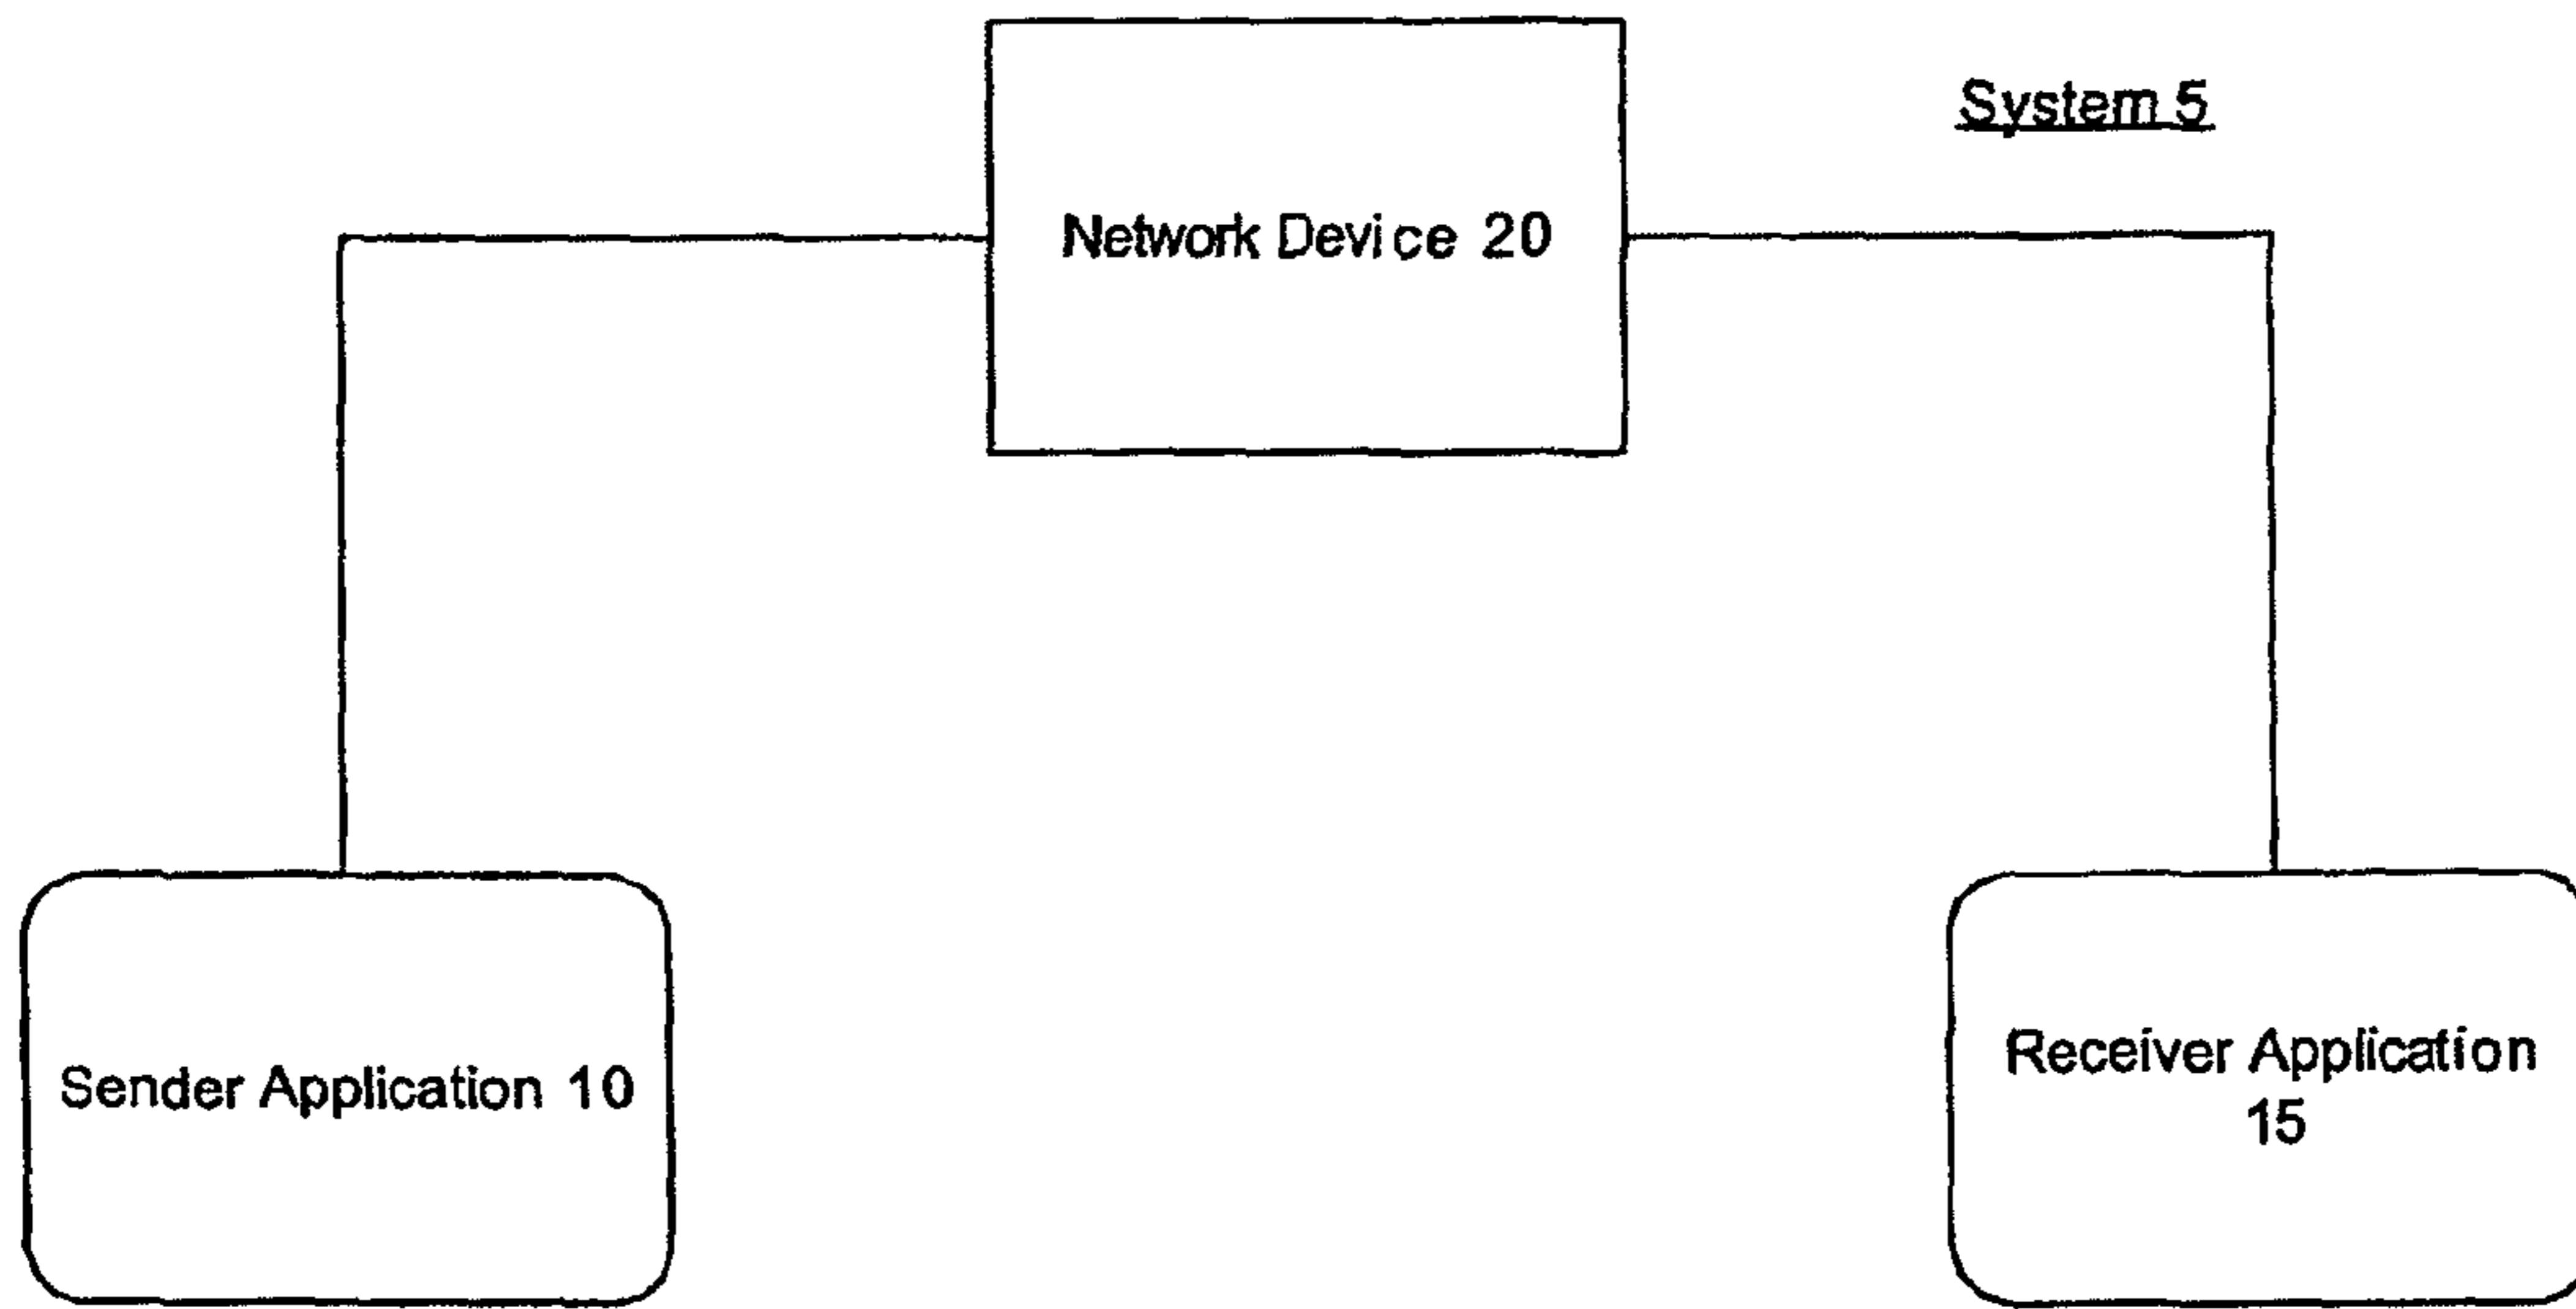 System 5
Network Device 20
Sender Application 10
Receiver Application
15